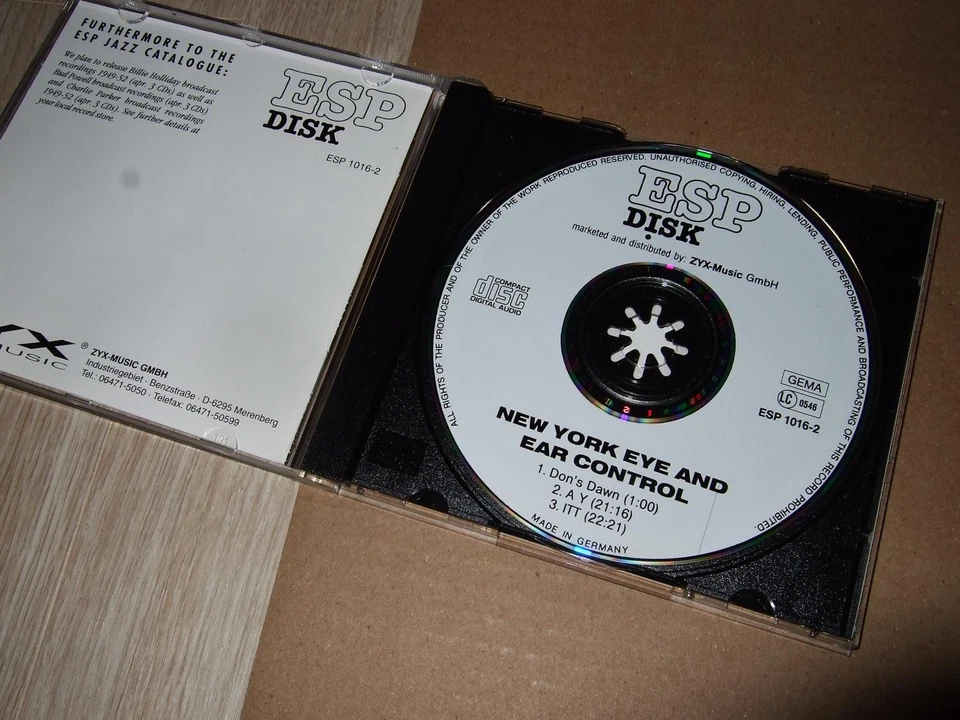 FURTHERMORE TO THE
ESP JAZZ CATALOGUE:
We plan to release Billie Holliday broadcast
recordings 1949-52 (apr. 3 CDs) as well as
Bud Powell broadcast recordings (apr. 3 CDs)
and Charlie Parker broadcast recordings
1949-52 (apr. 3 CDs). See further details at
your local record store.
ESP
DISK
ESP 1016-2
MUSIC
® ZYX-MUSIC GMBH
Industriegebiet · Benzstraße · D-6295 Merenberg
Tel.: 06471-5050 · Telefax: 06471-50599
ALL RIGHTS OF THE PRODUCER AND OF THE OWNER OF THE WORK REPRODUCED RESERVED. UNAUTHORISED COPYING, HIRING, LENDING, PUBLIC PERFORMANCE AND BROADCASTING OF THIS RECORD PROHIBITED.
ESP
DISK
marketed and distributed by: ZYX-Music GmbH
COMPACT
disc
DIGITAL AUDIO
GEMA
LC 0546
ESP 1016-2
NEW YORK EYE AND
EAR CONTROL
1. Don's Dawn (1:00)
2. A Y (21:16)
3. ITT (22:21)
MADE IN GERMANY